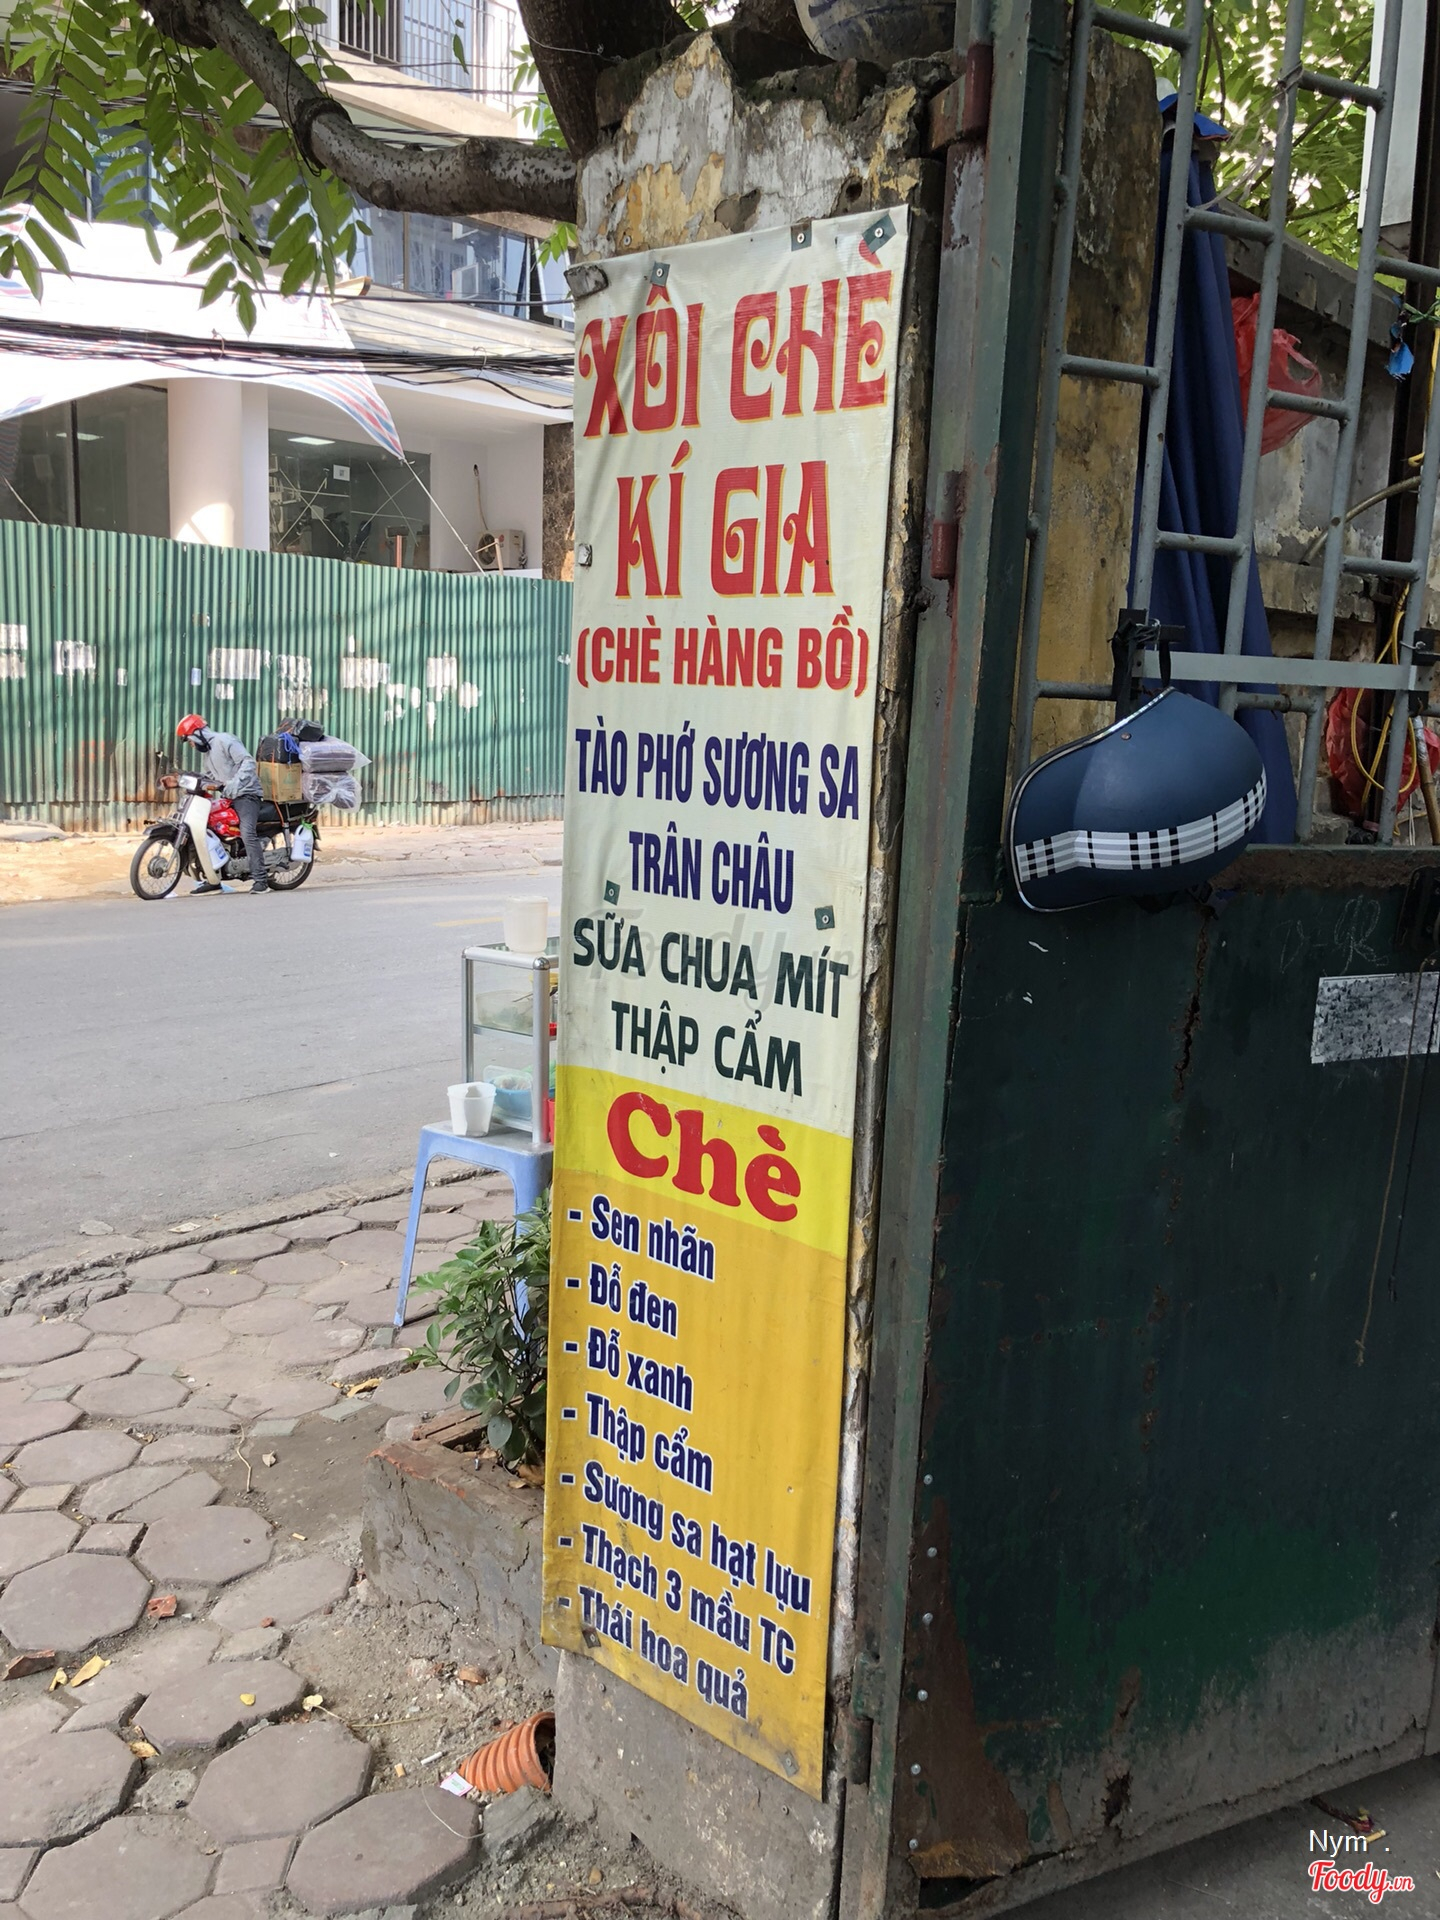 XÔI CHÈ
KÍ GIA
(CHÈ HÀNG BỒ)
TÀO PHỚ SƯƠNG SA
TRÂN CHÂU
SỮA CHUA MÍT
THẬP CẨM
Chè
- Sen nhãn
- Đỗ đen
- Đỗ xanh
- Thập cẩm
- Sương sa hạt lựu
- Thạch 3 mầu TC
- Thái hoa quả
Foody.vn
Nym .
Foody.vn